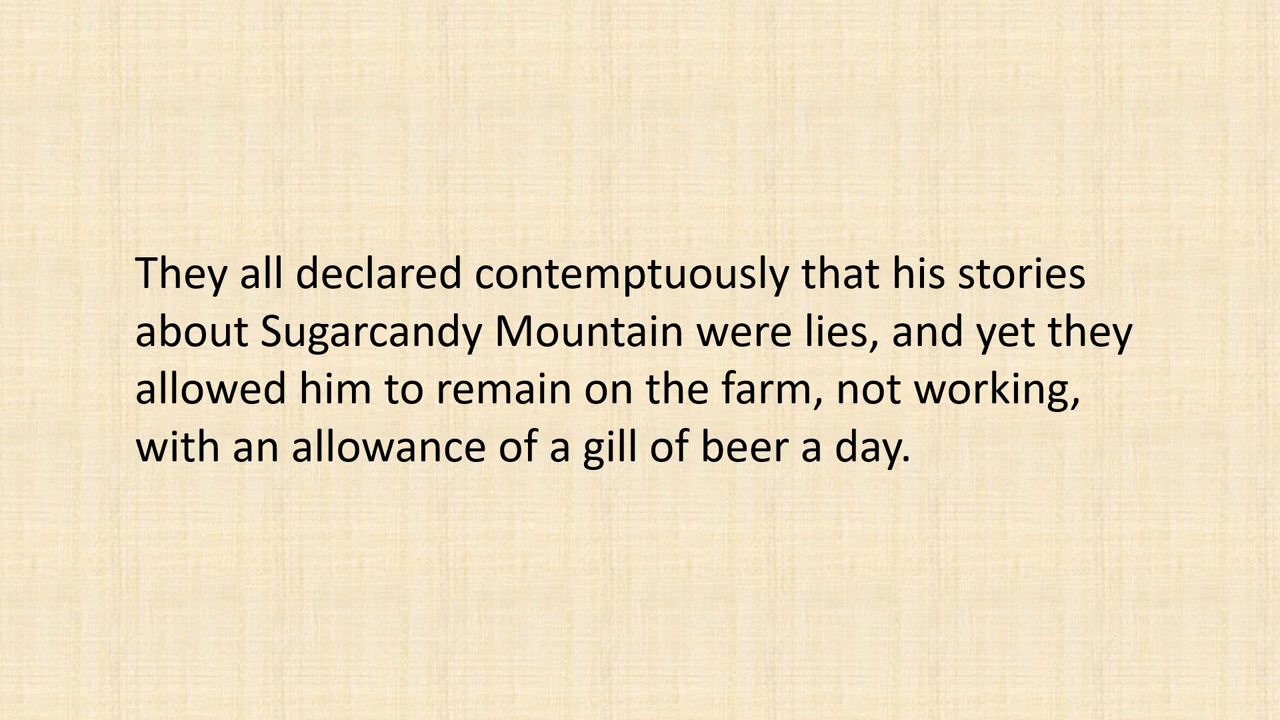 They all declared contemptuously that his stories
about Sugarcandy Mountain were lies, and yet they
allowed him to remain on the farm, not working,
with an allowance of a gill of beer a day.